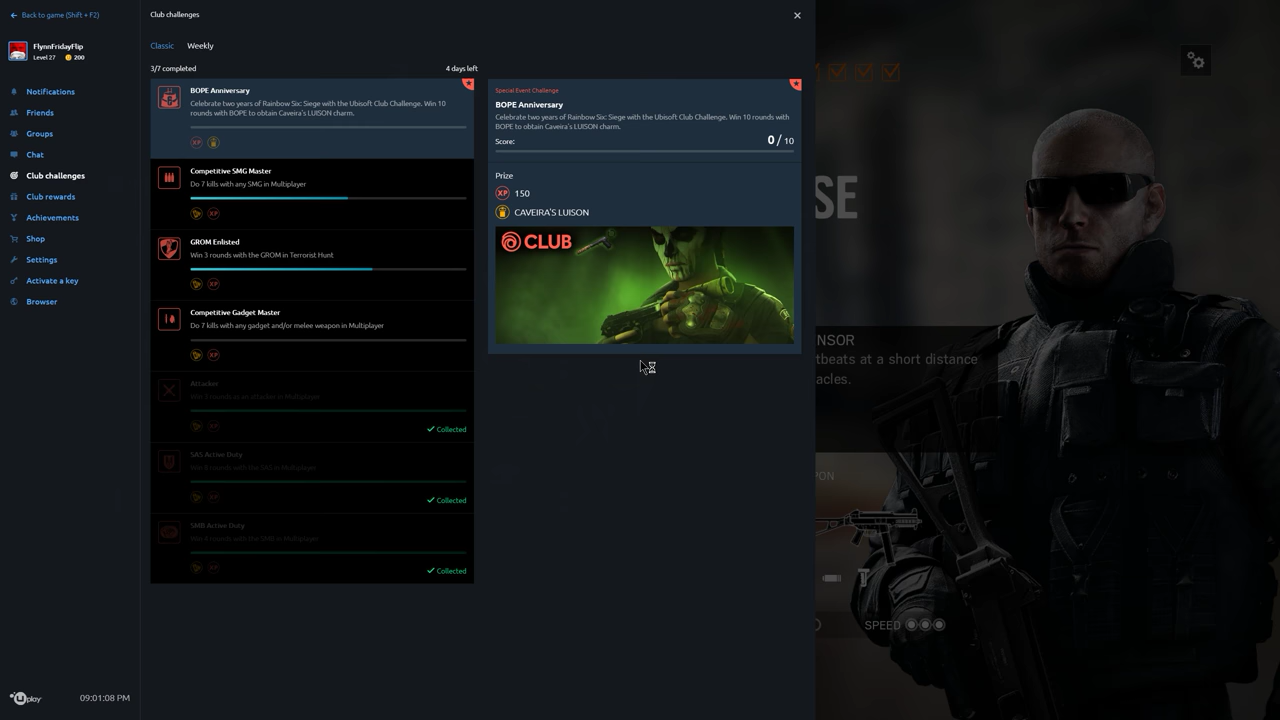 Back to game (Shift + F2)
FlynnFridayFlip
Level 27
200
Notifications
Friends
Groups
Chat
Club challenges
Club rewards
Achievements
Shop
Settings
Activate a key
Browser
uplay
09:01:08 PM
Club challenges
Classic
Weekly
3/7 completed
4 days left
BOPE Anniversary
Celebrate two years of Rainbow Six: Siege with the Ubisoft Club Challenge. Win 10
rounds with BOPE to obtain Caveira's LUISON charm.
XP
Competitive SMG Master
Do 7 kills with any SMG in Multiplayer
XP
GROM Enlisted
Win 3 rounds with the GROM in Terrorist Hunt
XP
Competitive Gadget Master
Do 7 kills with any gadget and/or melee weapon in Multiplayer
XP
Attacker
Collected
SAS Active Duty
Collected
SMB Active Duty
Collected
Special Event Challenge
BOPE Anniversary
Celebrate two years of Rainbow Six: Siege with the Ubisoft Club Challenge. Win 10 rounds with
BOPE to obtain Caveira's LUISON charm.
Score:
0 / 10
Prize
XP 150
CAVEIRA'S LUISON
CLUB
SE
NSOR
tbeats at a short distance
acles.
PON
SPEED